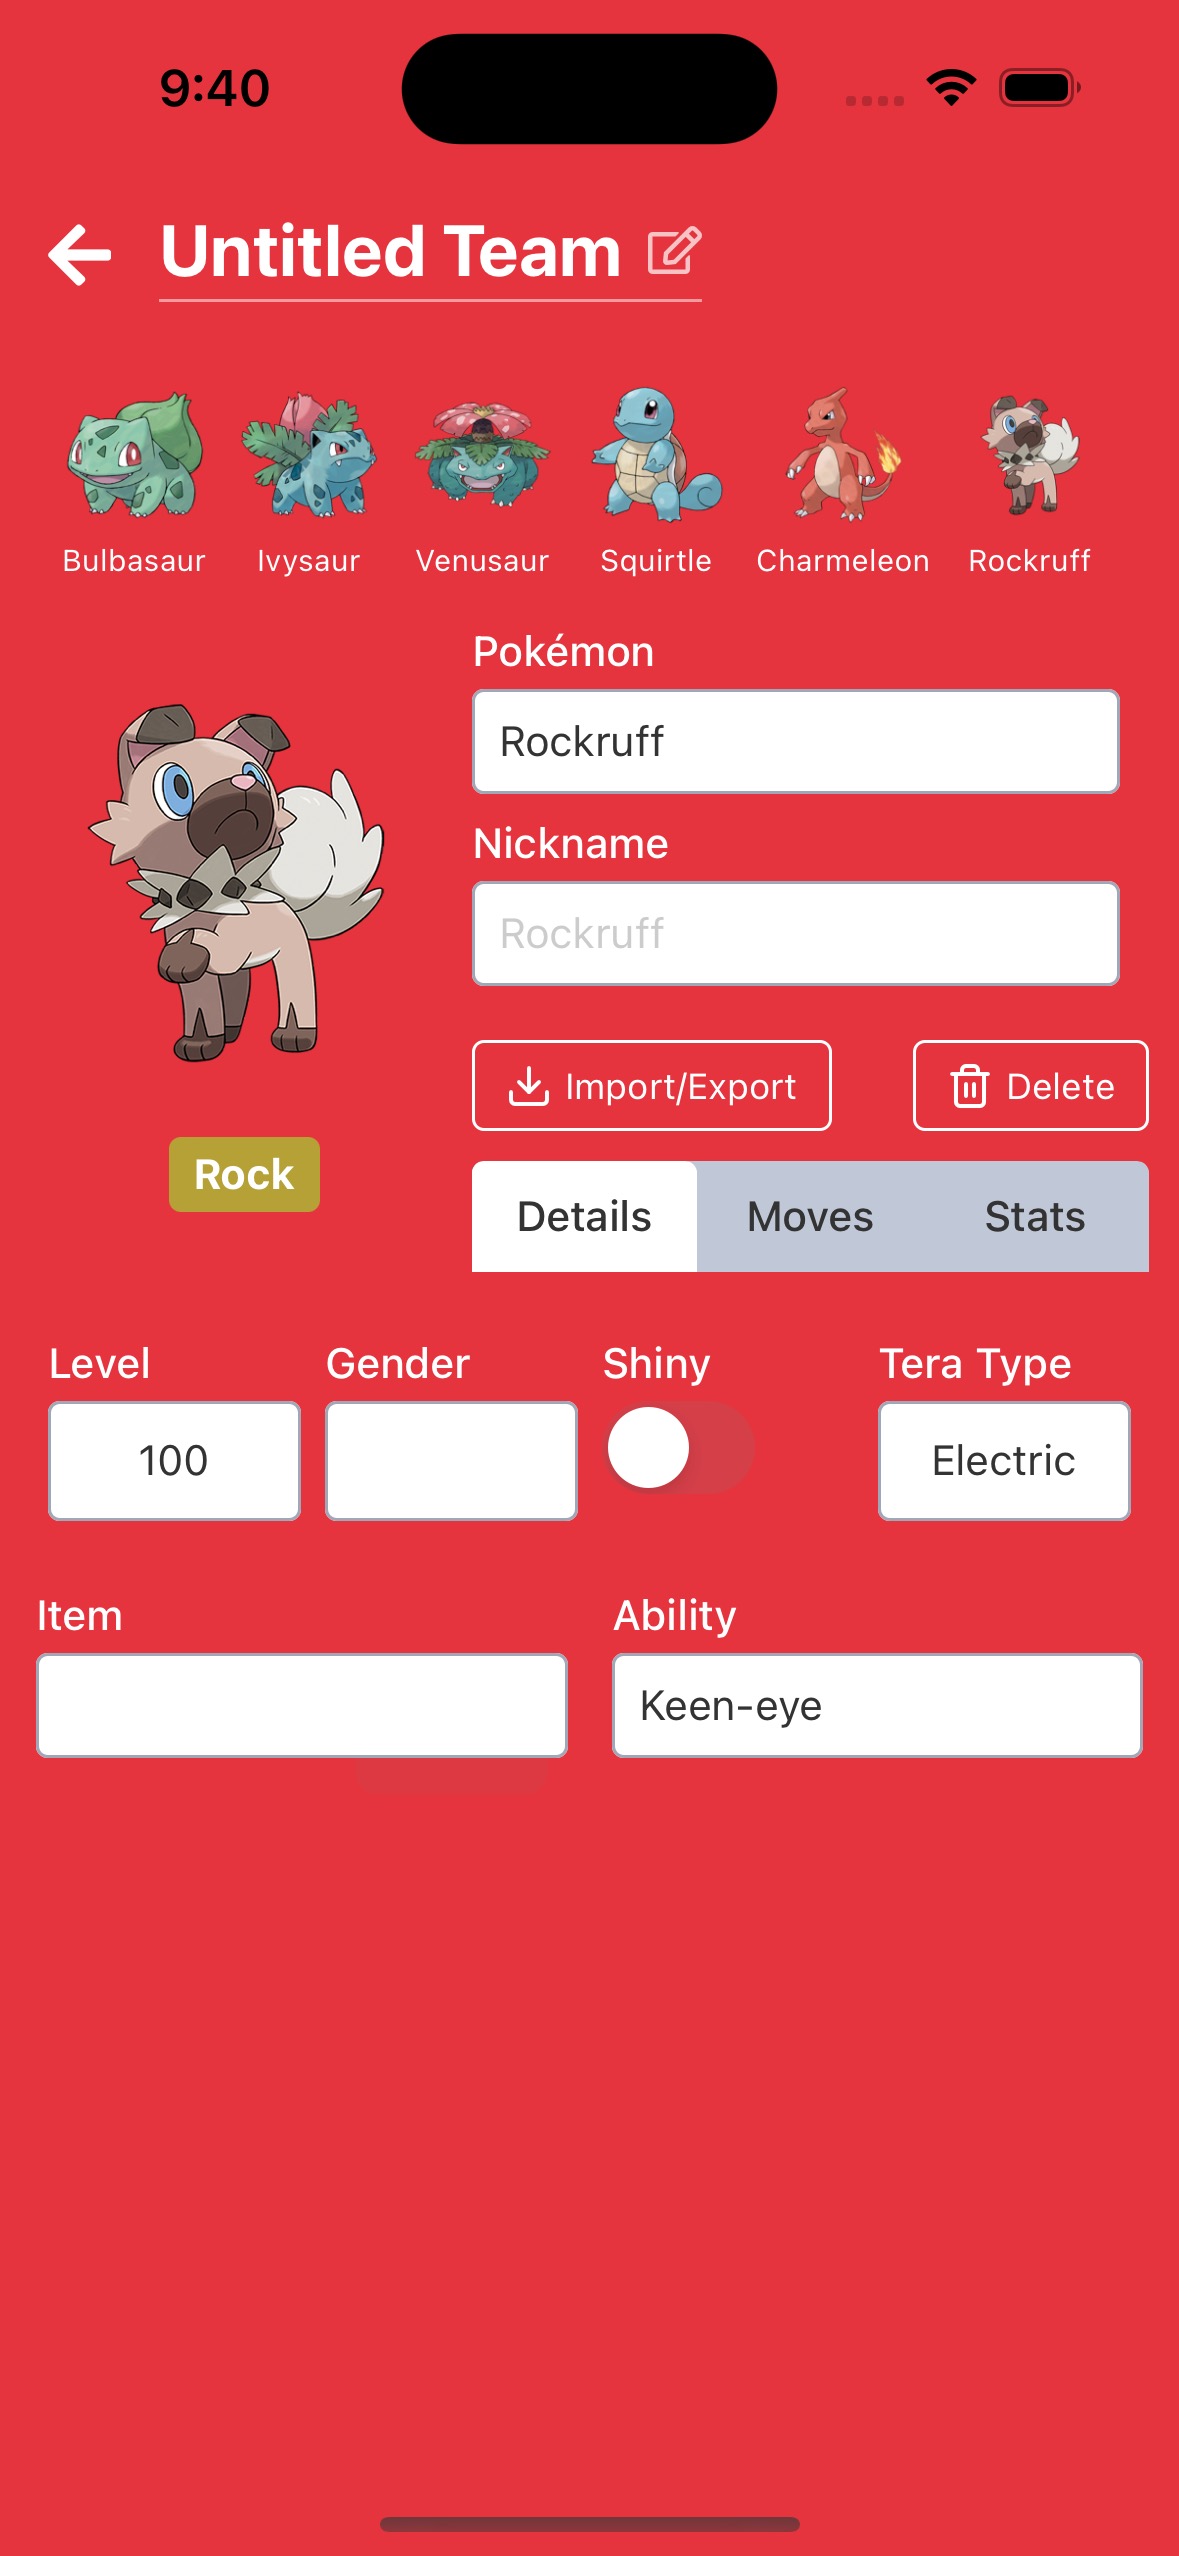 9:40
Untitled Team
Bulbasaur Ivysaur Venusaur Squirtle Charmeleon Rockruff
Pokémon
Rockruff
Nickname
Rockruff
Import/Export Delete
Rock
Details Moves Stats
Level Gender Shiny Tera Type
100 Electric
Item Ability
Keen-eye